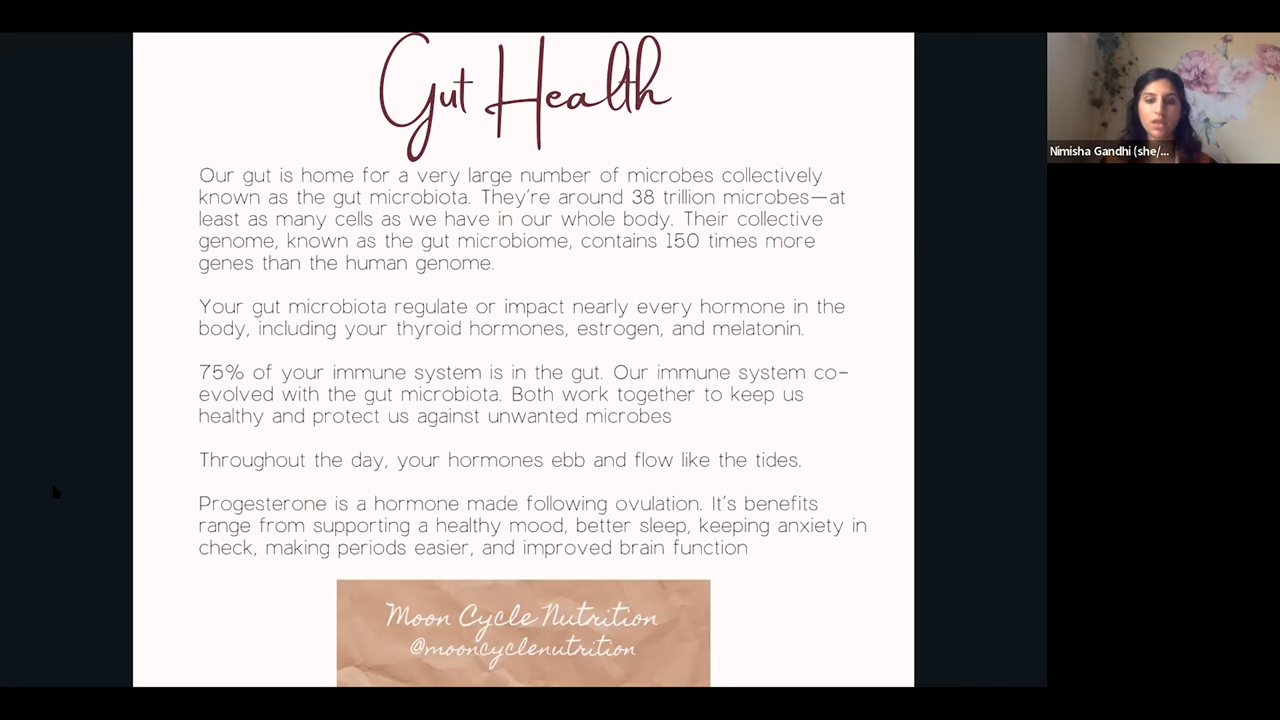 Gut Health
Our gut is home for a very large number of microbes collectively
known as the gut microbiota. They're around 38 trillion microbes—at
least as many cells as we have in our whole body. Their collective
genome, known as the gut microbiome, contains 150 times more
genes than the human genome.
Your gut microbiota regulate or impact nearly every hormone in the
body, including your thyroid hormones, estrogen, and melatonin.
75% of your immune system is in the gut. Our immune system co-
evolved with the gut microbiota. Both work together to keep us
healthy and protect us against unwanted microbes
Throughout the day, your hormones ebb and flow like the tides.
Progesterone is a hormone made following ovulation. It's benefits
range from supporting a healthy mood, better sleep, keeping anxiety in
check, making periods easier, and improved brain function
Moon Cycle Nutrition
@mooncyclenutrition
Nimisha Gandhi (she/...